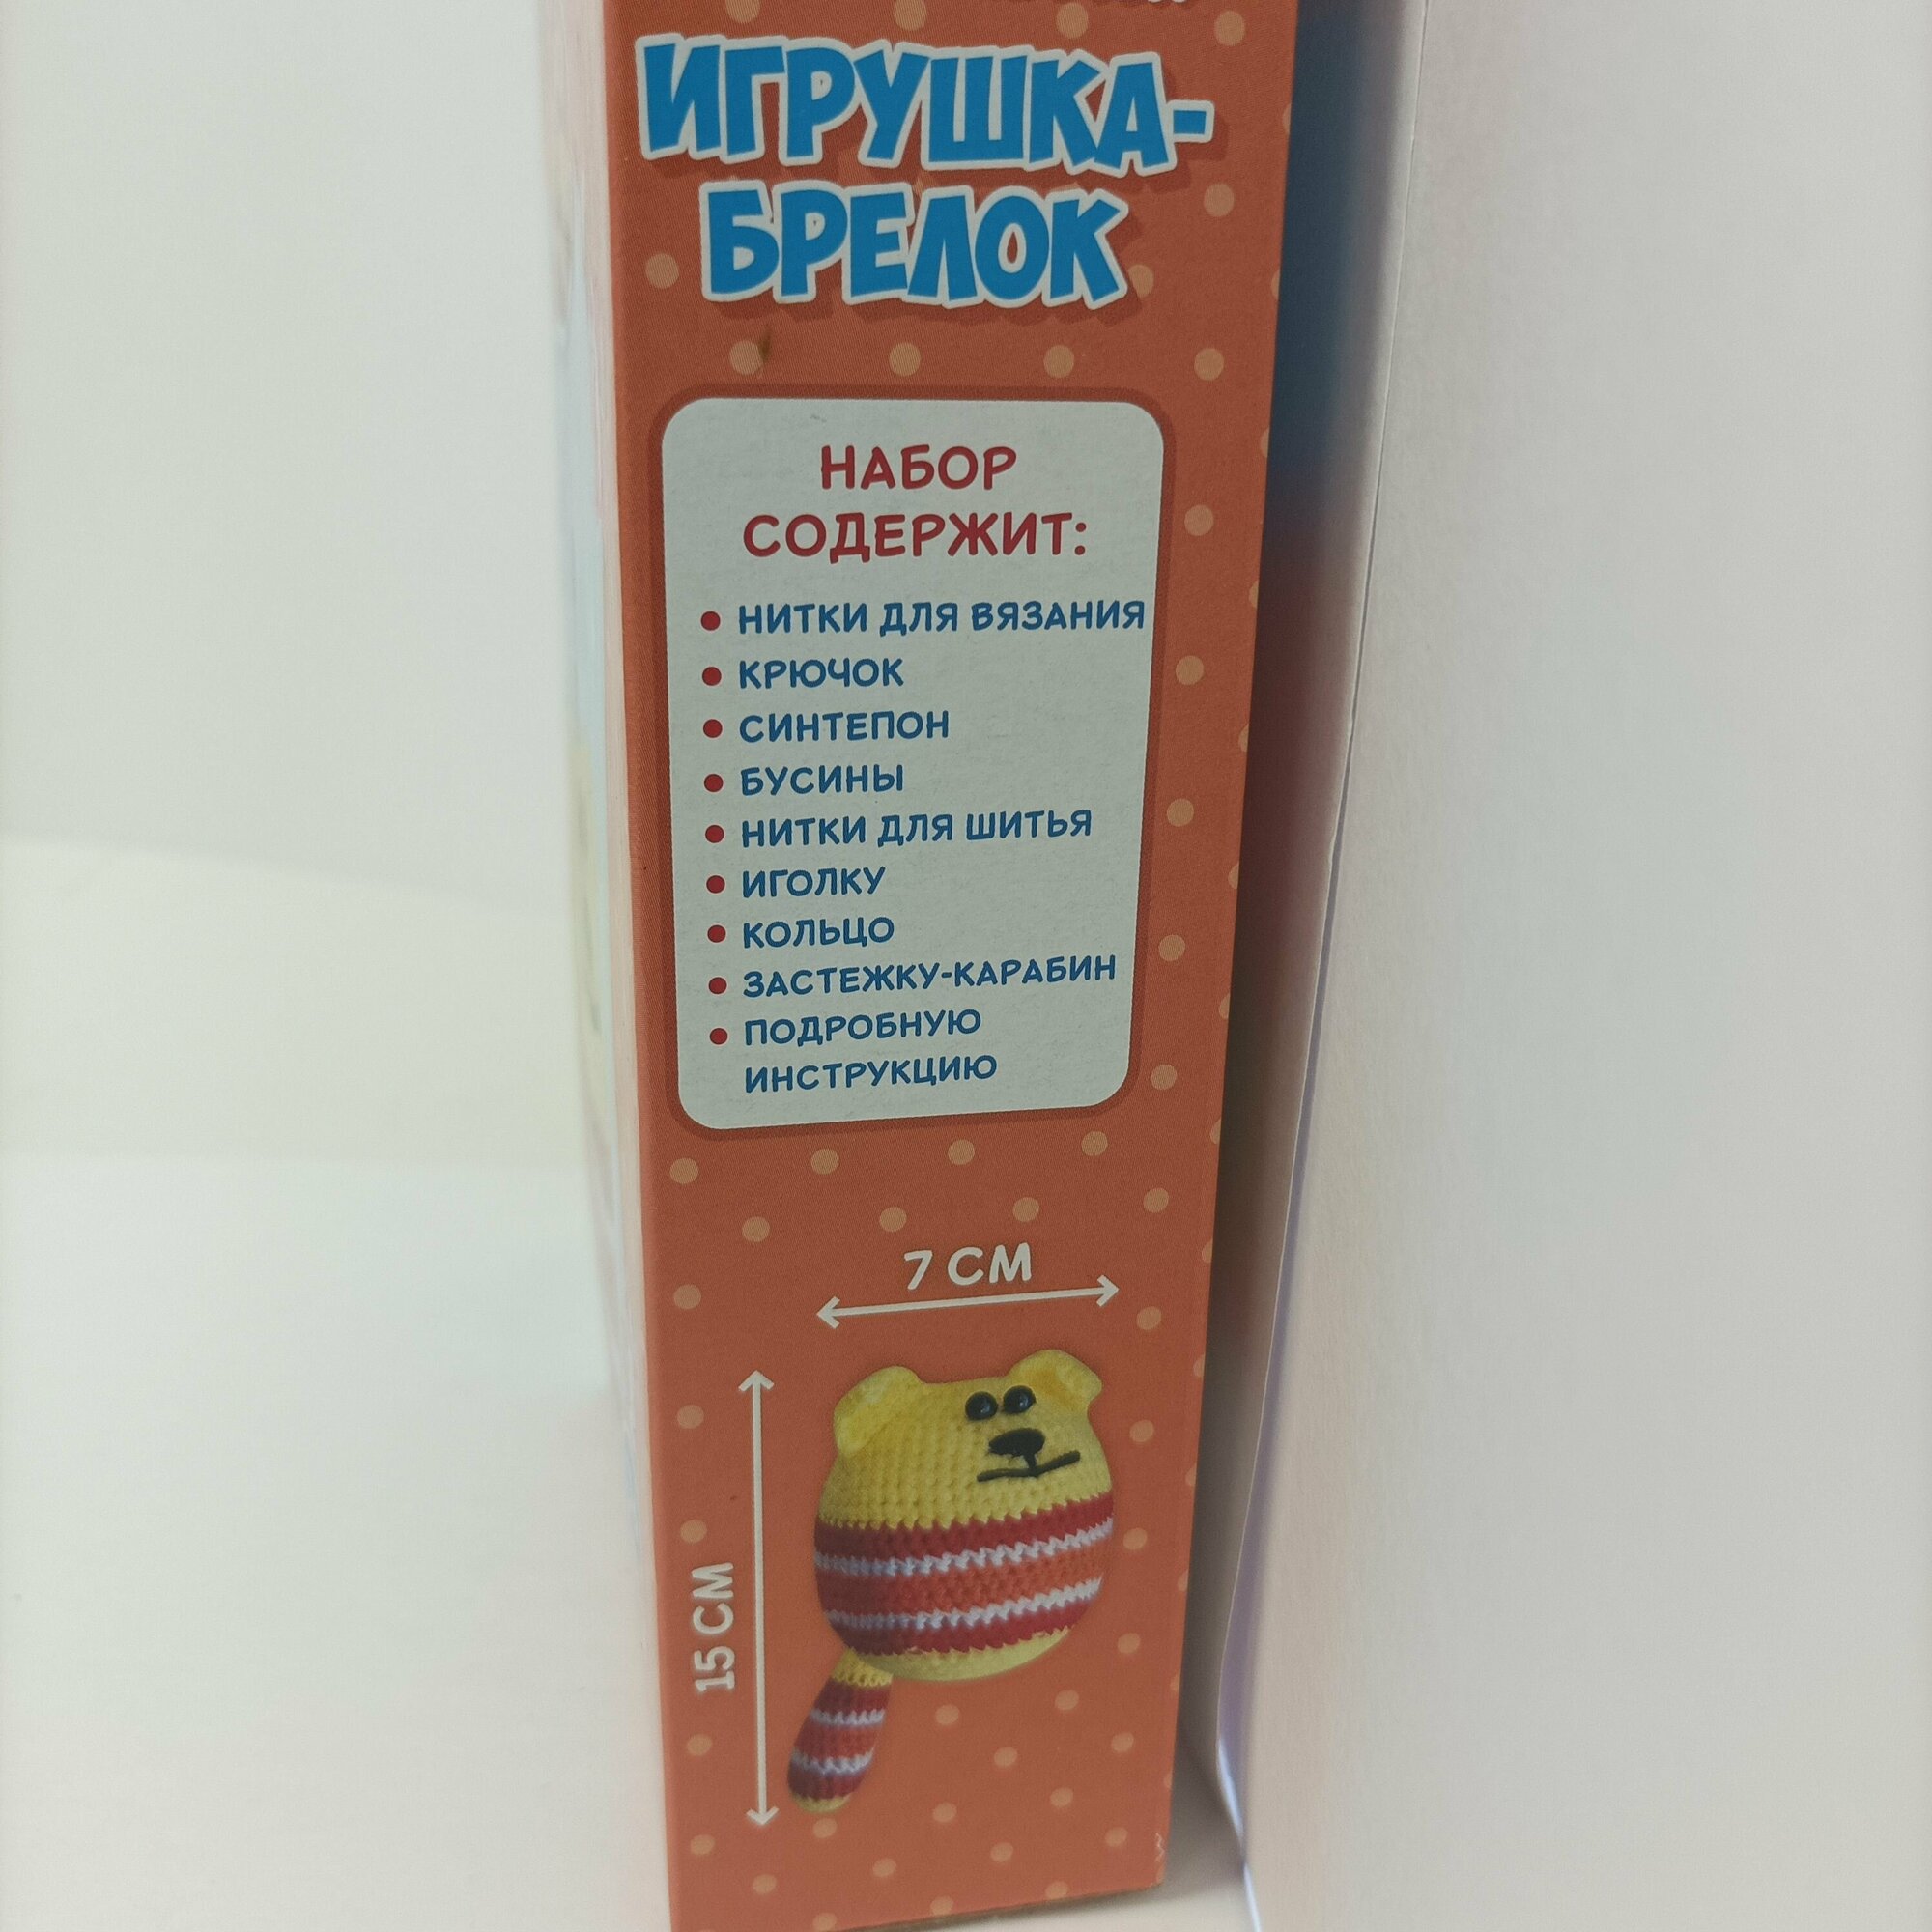 ИГРУШКА-
БРЕЛОК
НАБОР
СОДЕРЖИТ:
• НИТКИ ДЛЯ ВЯЗАНИЯ
• КРЮЧОК
• СИНТЕПОН
• БУСИНЫ
• НИТКИ ДЛЯ ШИТЬЯ
• ИГОЛКУ
• КОЛЬЦО
• ЗАСТЕЖКУ-КАРАБИН
• ПОДРОБНУЮ
ИНСТРУКЦИЮ
7 СМ
15 СМ